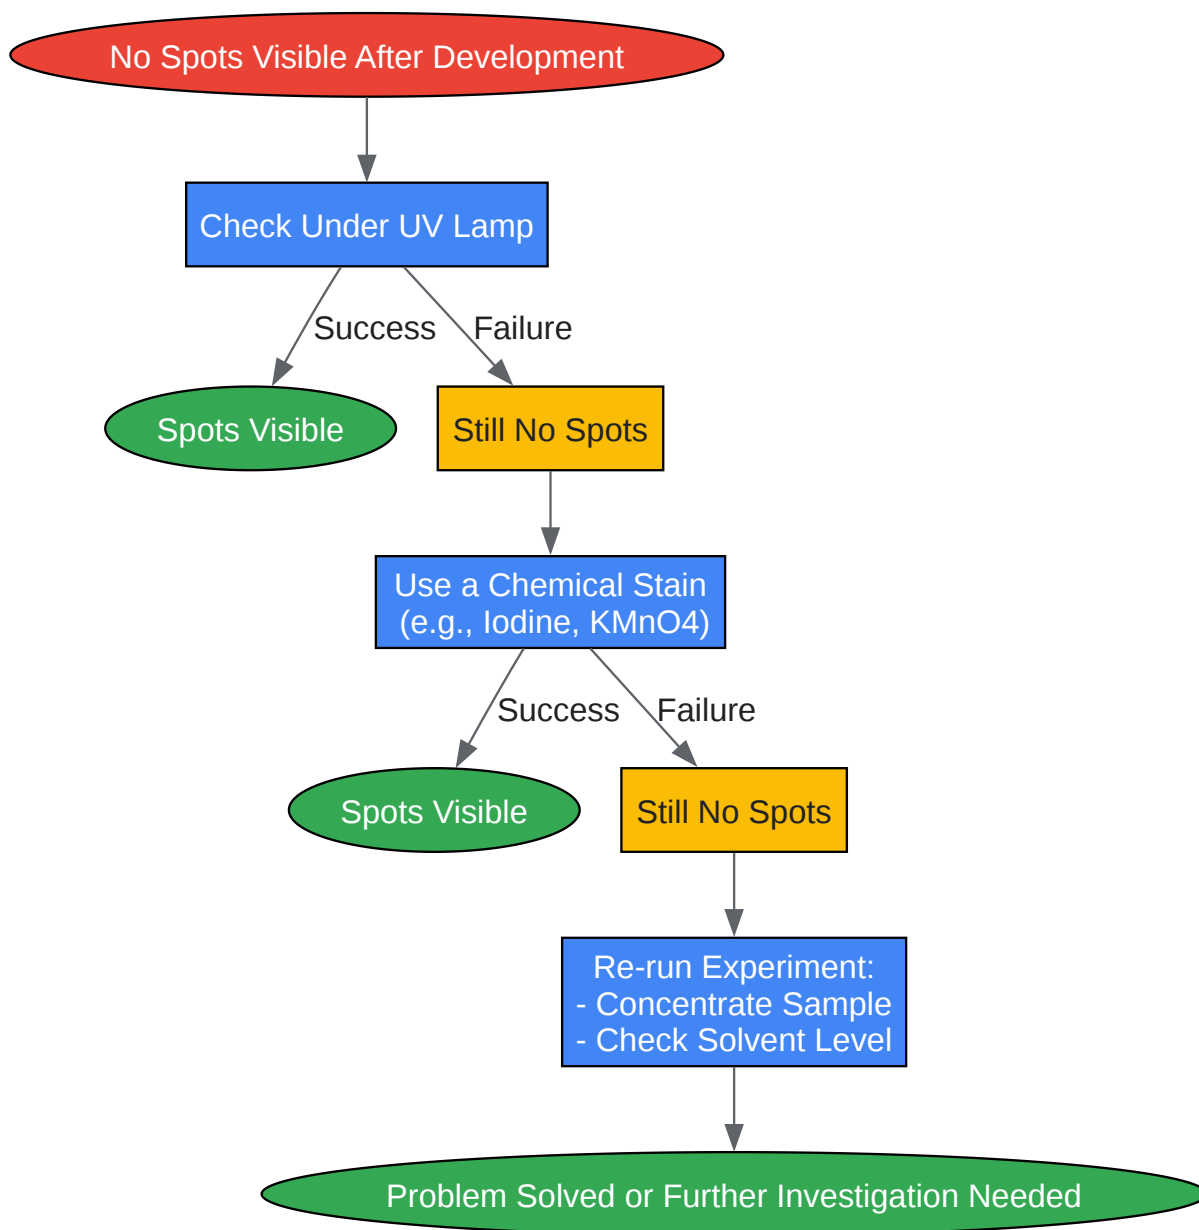 No Spots Visible After Development
Check Under UV Lamp
Success
Failure
Spots Visible
Still No Spots
Use a Chemical Stain
(e.g., Iodine, KMnO4)
Success
Failure
Spots Visible
Still No Spots
Re-run Experiment:
- Concentrate Sample
- Check Solvent Level
Problem Solved or Further Investigation Needed